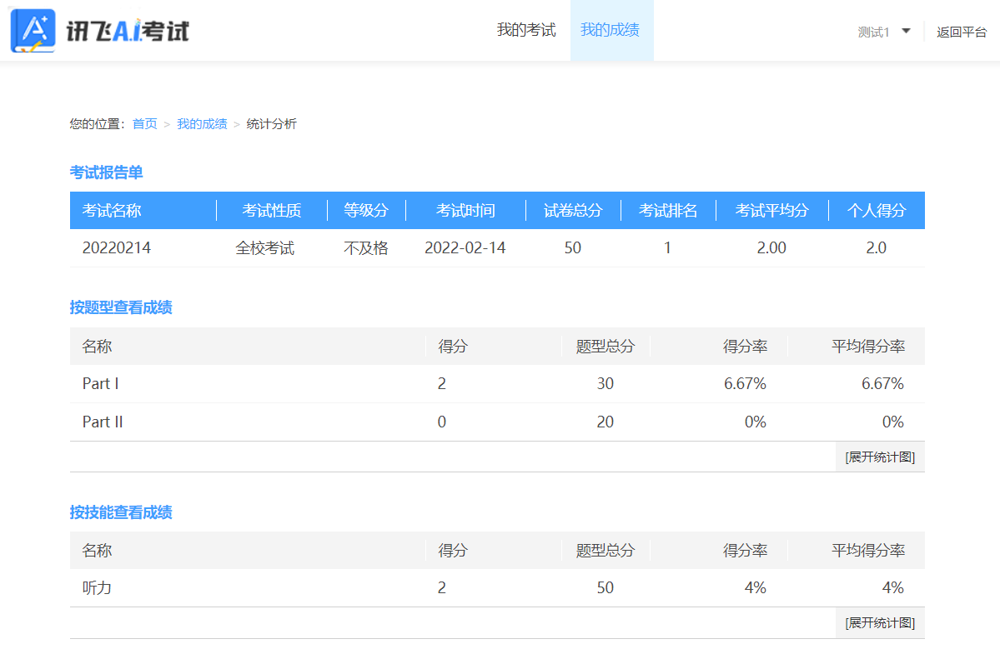 讯飞A.I.考试 我的考试 我的成绩 测试1 返回平台
您的位置： 首页 > 我的成绩 > 统计分析
考试报告单
考试名称 考试性质 等级分 考试时间 试卷总分 考试排名 考试平均分 个人得分
20220214 全校考试 不及格 2022-02-14 50 1 2.00 2.0
按题型查看成绩
名称 得分 题型总分 得分率 平均得分率
Part I 2 30 6.67% 6.67%
Part II 0 20 0% 0%
[展开统计图]
按技能查看成绩
名称 得分 题型总分 得分率 平均得分率
听力 2 50 4% 4%
[展开统计图]